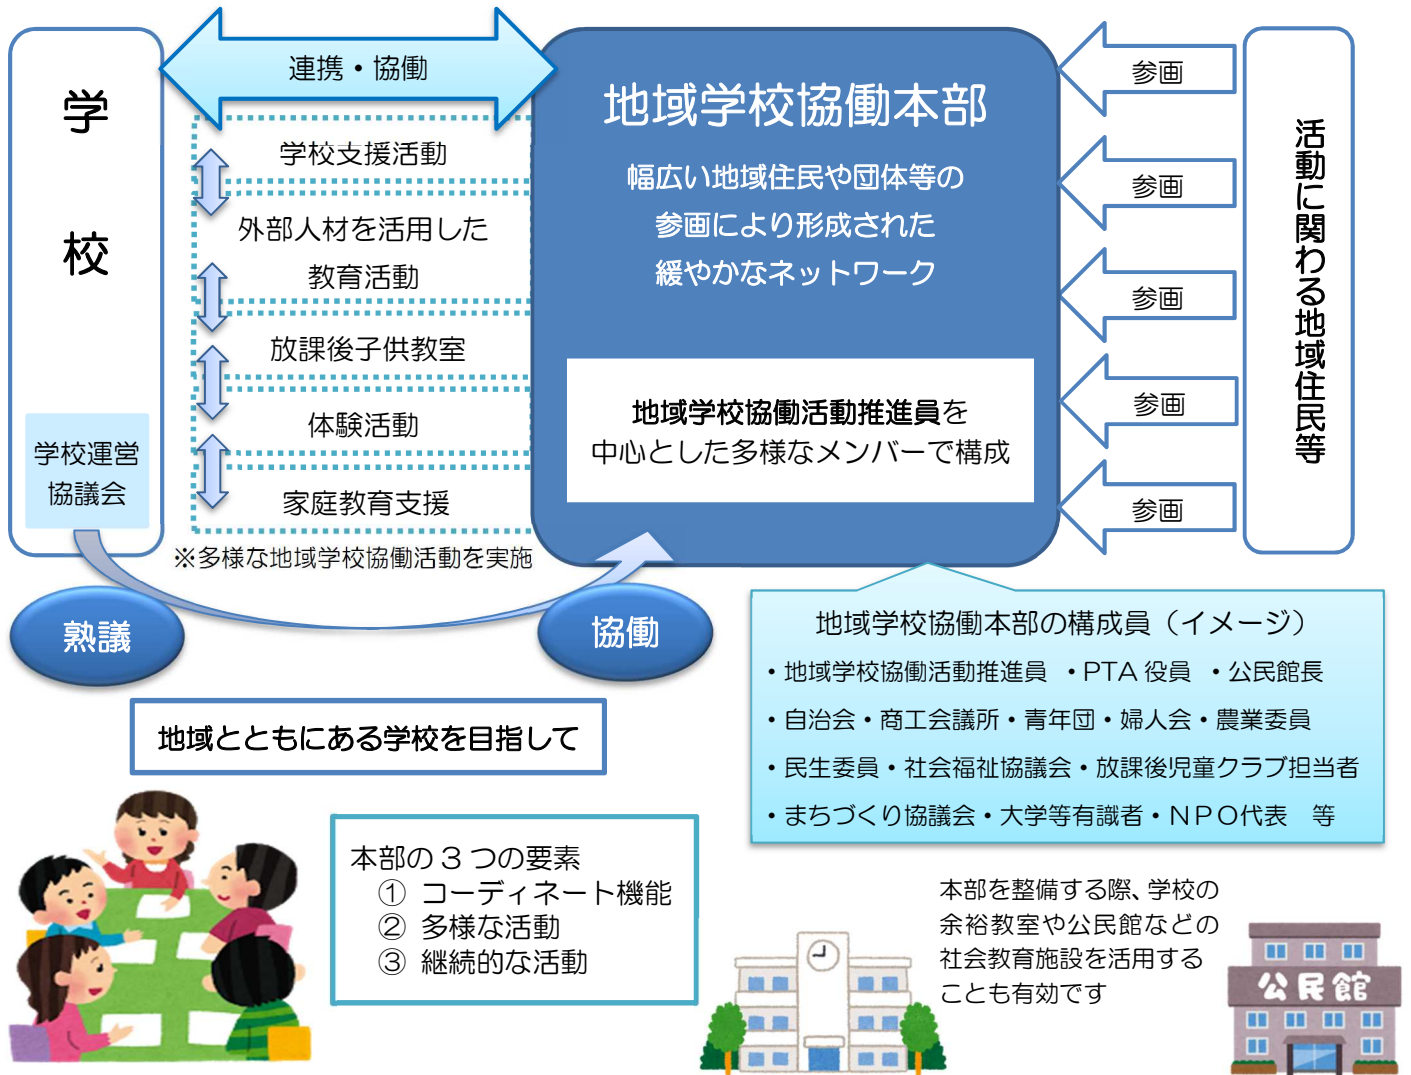 学校
連携・協働
学校支援活動
外部人材を活用した
教育活動
放課後子供教室
体験活動
家庭教育支援
※多様な地域学校協働活動を実施
学校運営
協議会
熟議
協働
地域学校協働本部
幅広い地域住民や団体等の
参画により形成された
緩やかなネットワーク
地域学校協働活動推進員を
中心とした多様なメンバーで構成
参画
参画
参画
参画
参画
活動に関わる地域住民等
地域学校協働本部の構成員（イメージ）
・地域学校協働活動推進員 ・PTA 役員 ・公民館長
・自治会・商工会議所・青年団・婦人会・農業委員
・民生委員・社会福祉協議会・放課後児童クラブ担当者
・まちづくり協議会・大学等有識者・ＮＰＯ代表　等
地域とともにある学校を目指して
本部の３つの要素
① コーディネート機能
② 多様な活動
③ 継続的な活動
本部を整備する際、学校の
余裕教室や公民館などの
社会教育施設を活用する
ことも有効です
公民館